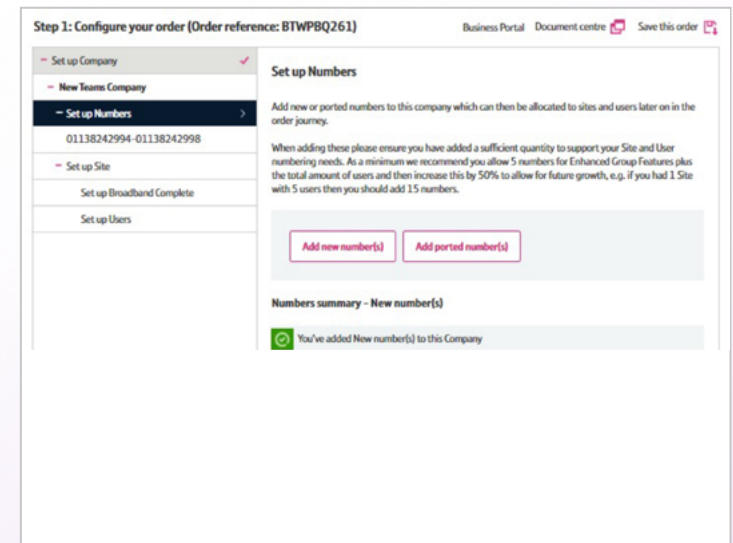 Step 1: Configure your order (Order reference: BTWPBQ261)
Business Portal Document centre Save this order
Set up Company
New Teams Company
Set up Numbers
01138242994-01138242998
Set up Site
Set up Broadband Complete
Set up Users
Set up Numbers
Add new or ported numbers to this company which can then be allocated to sites and users later on in the
order journey.
When adding these please ensure you have added a sufficient quantity to support your Site and User
numbering needs. As a minimum we recommend you allow 5 numbers for Enhanced Group Features plus
the total amount of users and then increase this by 50% to allow for future growth, e.g. if you had 1 Site
with 5 users then you should add 15 numbers.
Add new number(s) Add ported number(s)
Numbers summary – New number(s)
You've added New number(s) to this Company